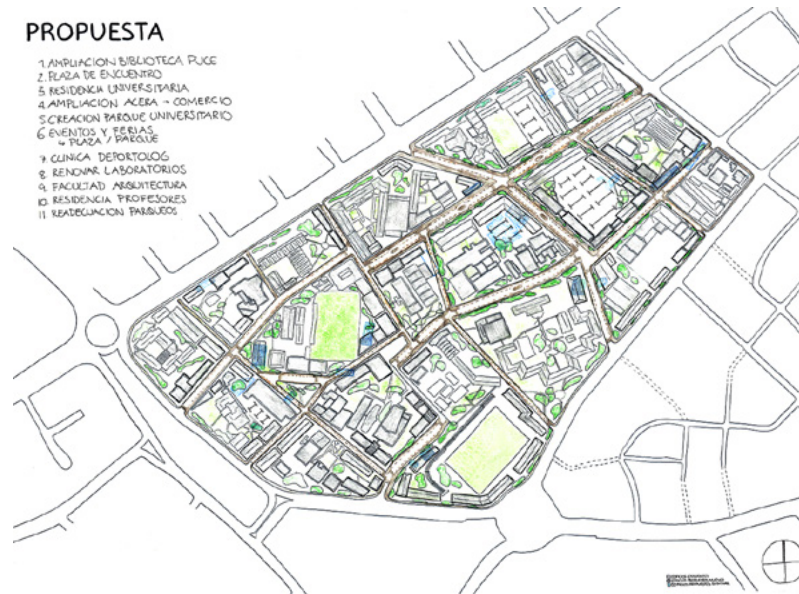 PROPUESTA
1. AMPLIACION BIBLIOTECA PUCE
2. PLAZA DE ENCUENTRO
3 RESIDENCIA UNIVERSITARIA
4 AMPLIACION ACERA → COMERCIO
5 CREACION PARQUE UNIVERSITARIO
6 EVENTOS Y FERIAS
↳ PLAZA / PARQUE
7 CLINICA DEPORTOLOG
8 RENOVAR LABORATORIOS
9. FACULTAD ARQUITECTURA
10. RESIDENCIA PROFESORES
11 READECUACION PARQUEOS